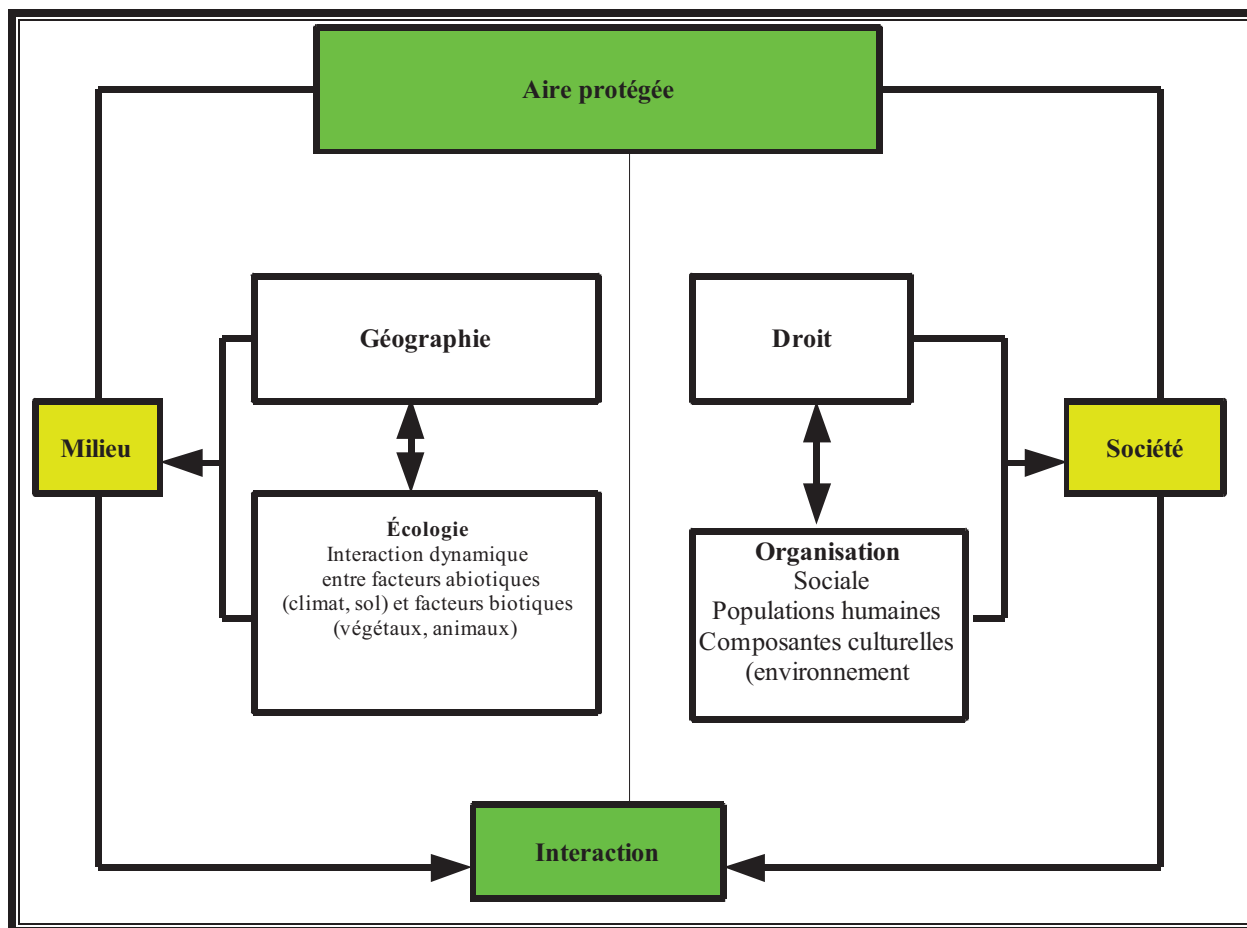 Aire protégée
Géographie
Droit
Milieu
Société
Écologie
Interaction dynamique
entre facteurs abiotiques
(climat, sol) et facteurs biotiques
(végétaux, animaux)
Organisation
Sociale
Populations humaines
Composantes culturelles
(environnement
Interaction